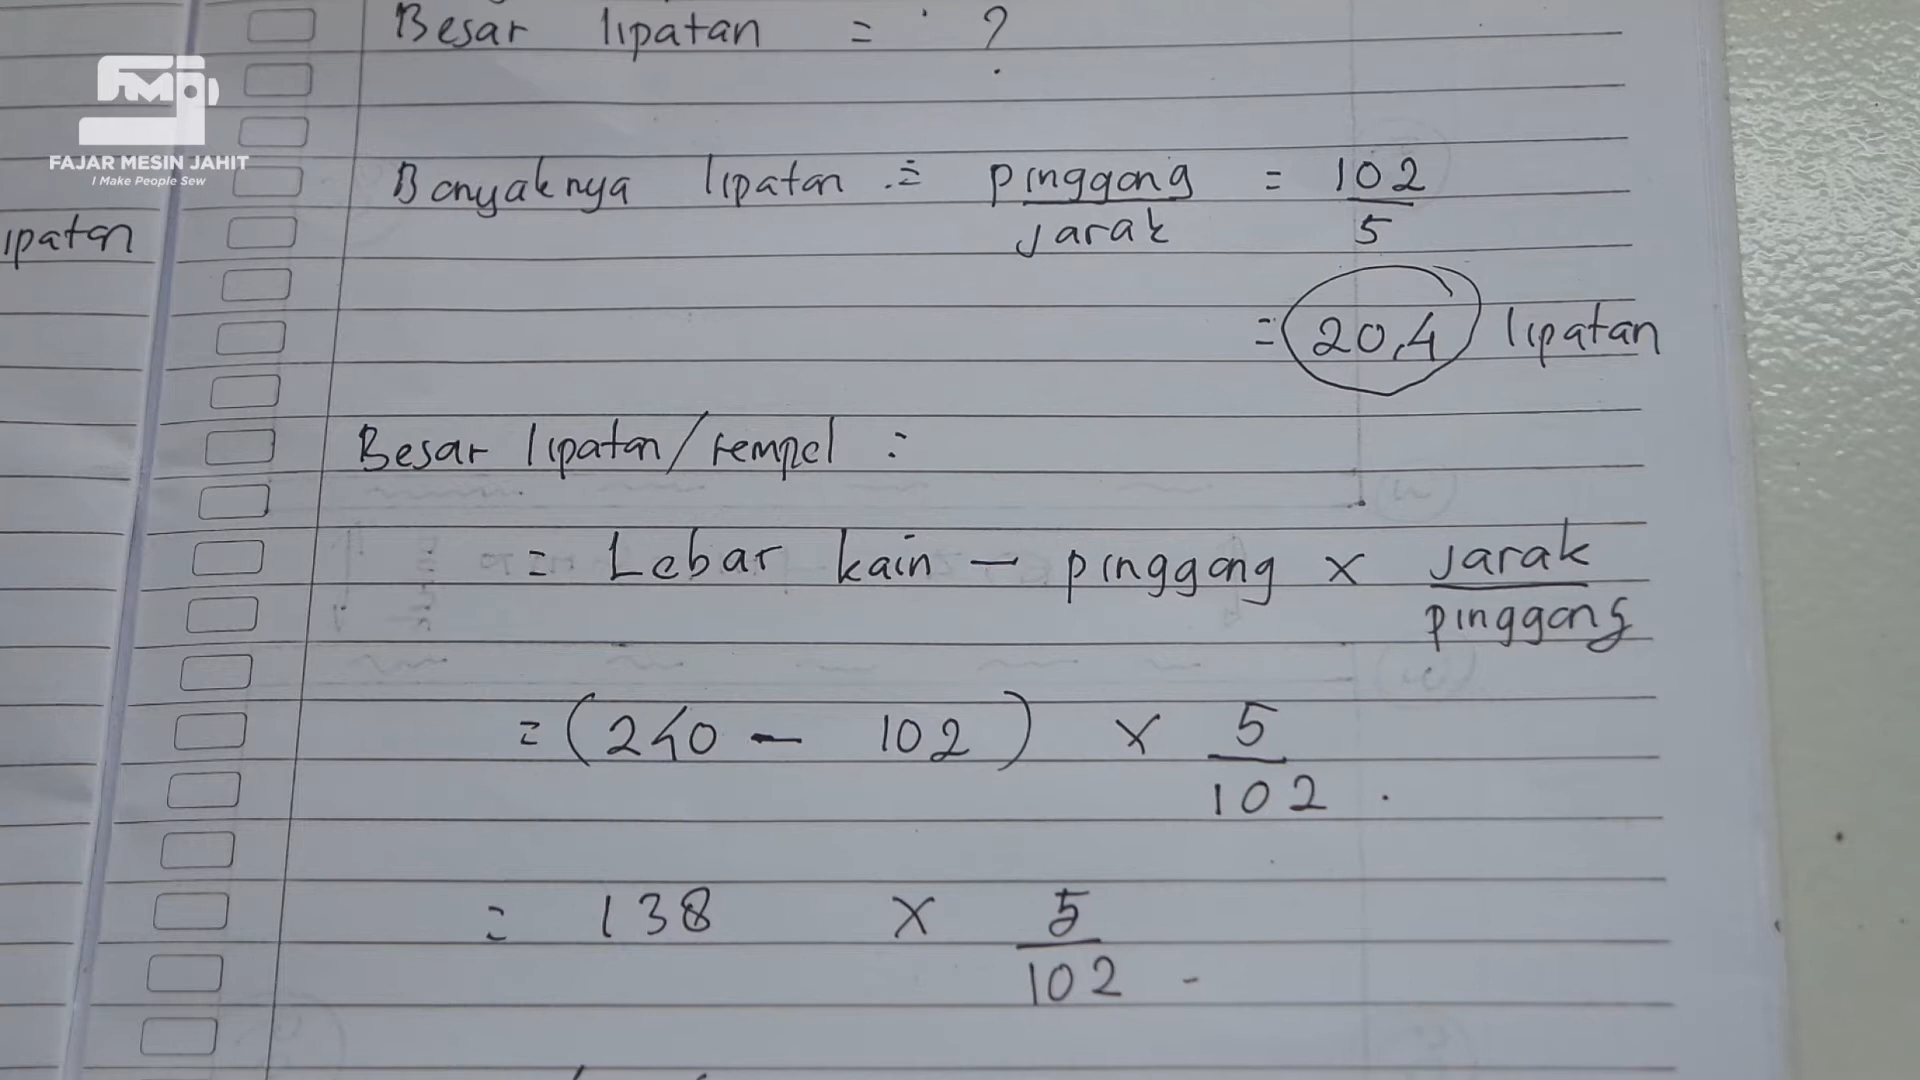 Besar lipatan = ?
FAJAR MESIN JAHIT
I Make People Sew
Banyaknya lipatan = pinggang / jarak = 102 / 5
ipatan
= 20,4 lipatan
Besar lipatan/rempel :
= Lebar kain - pinggang x jarak / pinggang
= (240 - 102) x 5 / 102
= 138 x 5 / 102